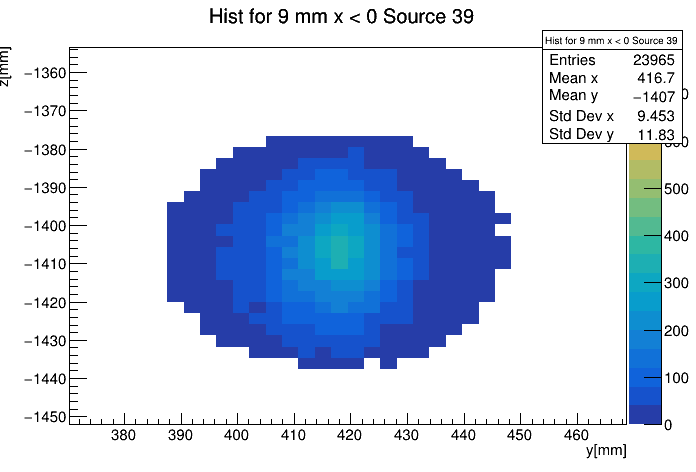 Hist for 9 mm x < 0 Source 39
Hist for 9 mm x < 0 Source 39
Entries 23965
Mean x 416.7
Mean y −1407
Std Dev x 9.453
Std Dev y 11.83
z[mm]
−1360
−1370
−1380
−1390
−1400
−1410
−1420
−1430
−1440
−1450
500
400
300
200
100
0
380 390 400 410 420 430 440 450 460
y[mm]